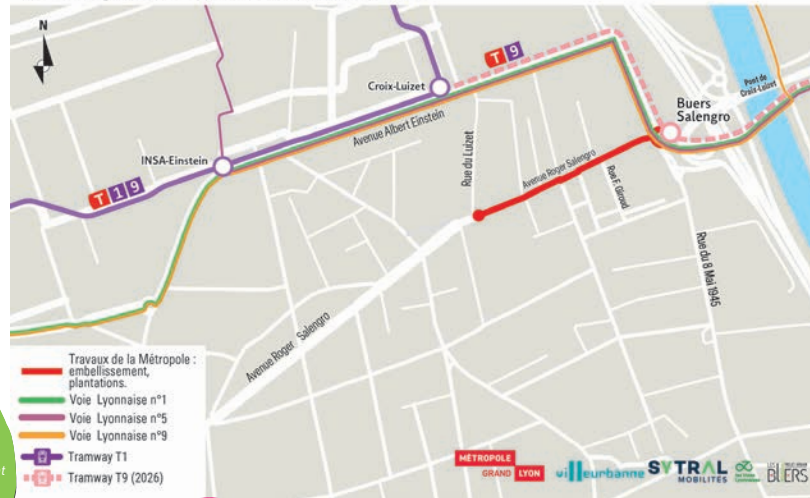 N
T 9
Croix-Luizet
Pont de
Croix-Luizet
Buers
Salengro
Avenue Albert Einstein
INSA-Einstein
Rue du Luizet
Avenue Roger Salengro
Rue F. Giroud
T 1 9
Rue du 8 Mai 1945
Avenue Roger Salengro
Travaux de la Métropole :
embellissement,
plantations.
Voie Lyonnaise n°1
Voie Lyonnaise n°5
Voie Lyonnaise n°9
Tramway T1
Tramway T9 (2026)
MÉTROPOLE
GRAND LYON
villeurbanne
SYTRAL
MOBILITÉS
BUERS